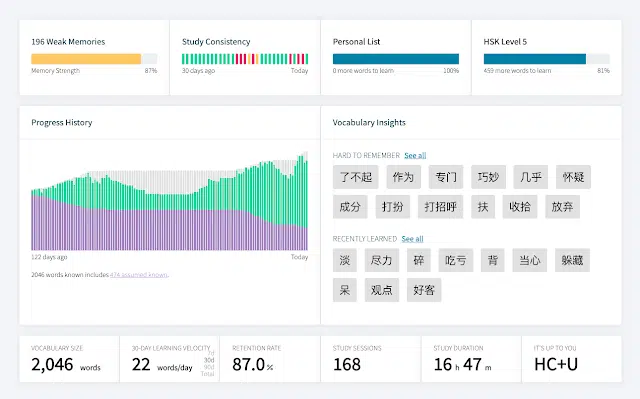 196 Weak Memories
Memory Strength 87%
Study Consistency
30 days ago Today
Personal List
0 more words to learn 100%
HSK Level 5
453 more words to learn 81%
Progress History
122 days ago Today
2046 words known includes 474 assumed known.
Vocabulary Insights
HARD TO REMEMBER See all
了不起 作为 专门 巧妙 几乎 怀疑
成分 打扮 打招呼 扶 收拾 放弃
RECENTLY LEARNED See all
淡 尽力 碎 吃亏 背 当心 躲藏
呆 观点 好客
VOCABULARY SIZE
2,046 words
30-DAY LEARNING VELOCITY
22 words/day
7d
30d
90d
Total
RETENTION RATE
87.0 %
STUDY SESSIONS
168
STUDY DURATION
16 h 47 m
IT'S UP TO YOU
HC+U